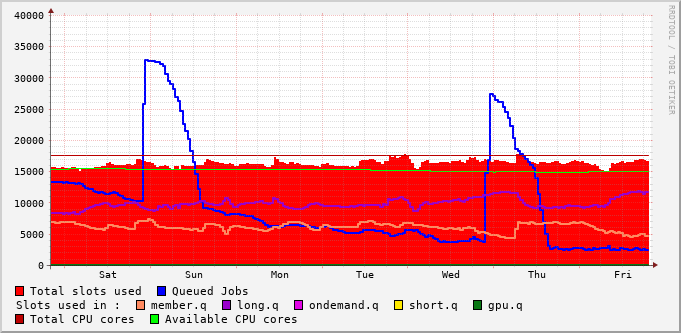 40000
35000
30000
25000
20000
15000
10000
5000
0
Sat Sun Mon Tue Wed Thu Fri
RRDTOOL / TOBI OETIKER
Total slots used Queued Jobs
Slots used in : member.q long.q ondemand.q short.q gpu.q
Total CPU cores Available CPU cores